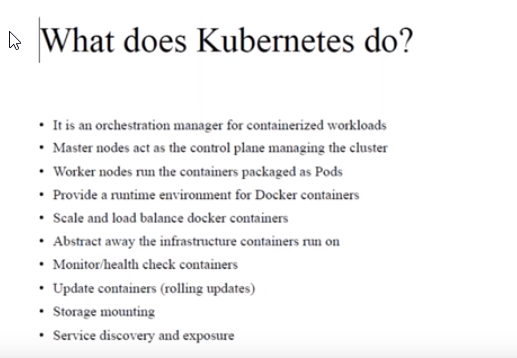 What does Kubernetes do?
• It is an orchestration manager for containerized workloads
• Master nodes act as the control plane managing the cluster
• Worker nodes run the containers packaged as Pods
• Provide a runtime environment for Docker containers
• Scale and load balance docker containers
• Abstract away the infrastructure containers run on
• Monitor/health check containers
• Update containers (rolling updates)
• Storage mounting
• Service discovery and exposure